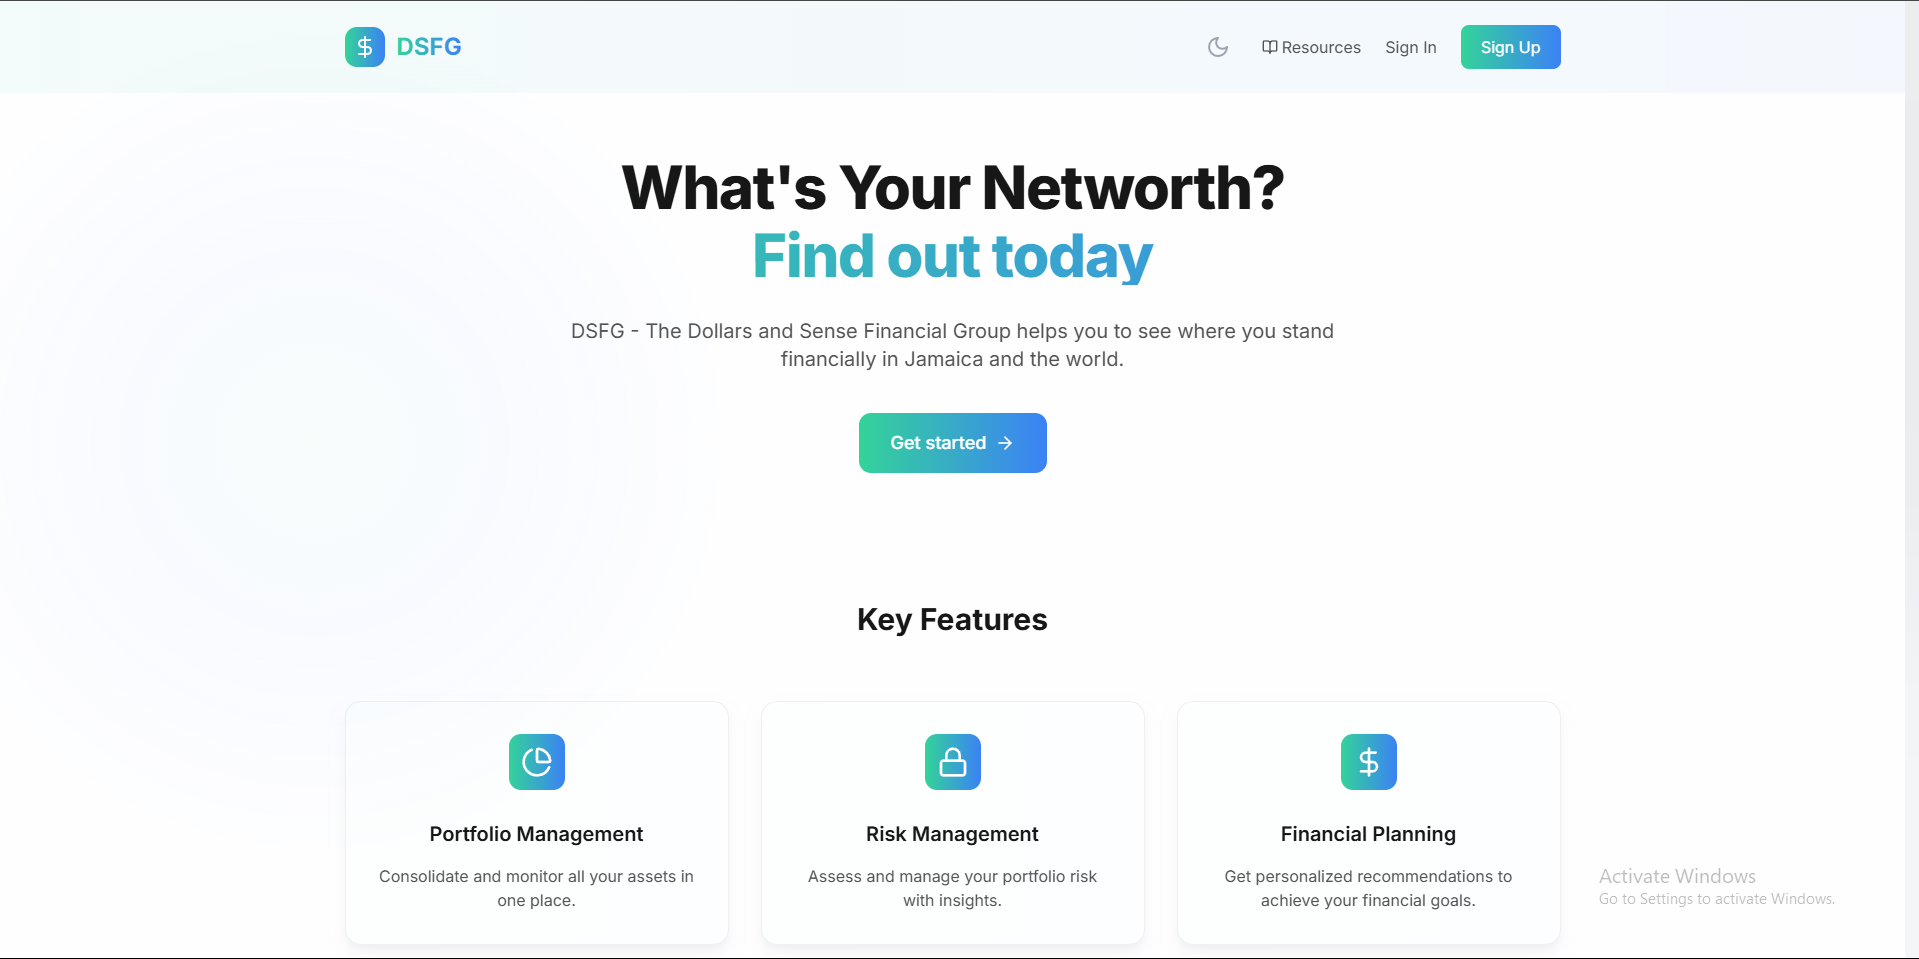 DSFG
Resources
Sign In
Sign Up
What's Your Networth?
Find out today
DSFG - The Dollars and Sense Financial Group helps you to see where you stand
financially in Jamaica and the world.
Get started
Key Features
Portfolio Management
Consolidate and monitor all your assets in
one place.
Risk Management
Assess and manage your portfolio risk
with insights.
Financial Planning
Get personalized recommendations to
achieve your financial goals.
Activate Windows
Go to Settings to activate Windows.